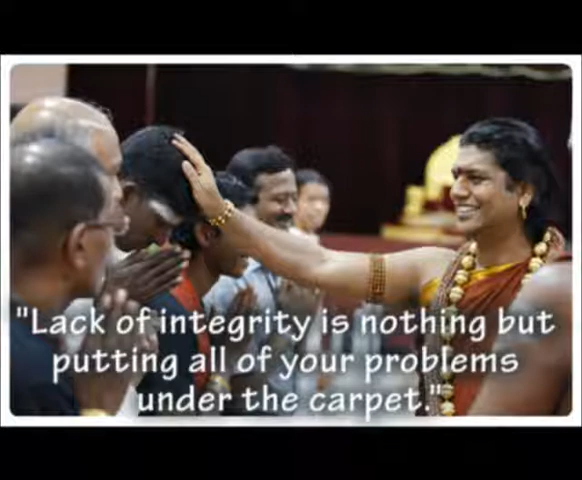 "Lack of integrity is nothing but
putting all of your problems
under the carpet."